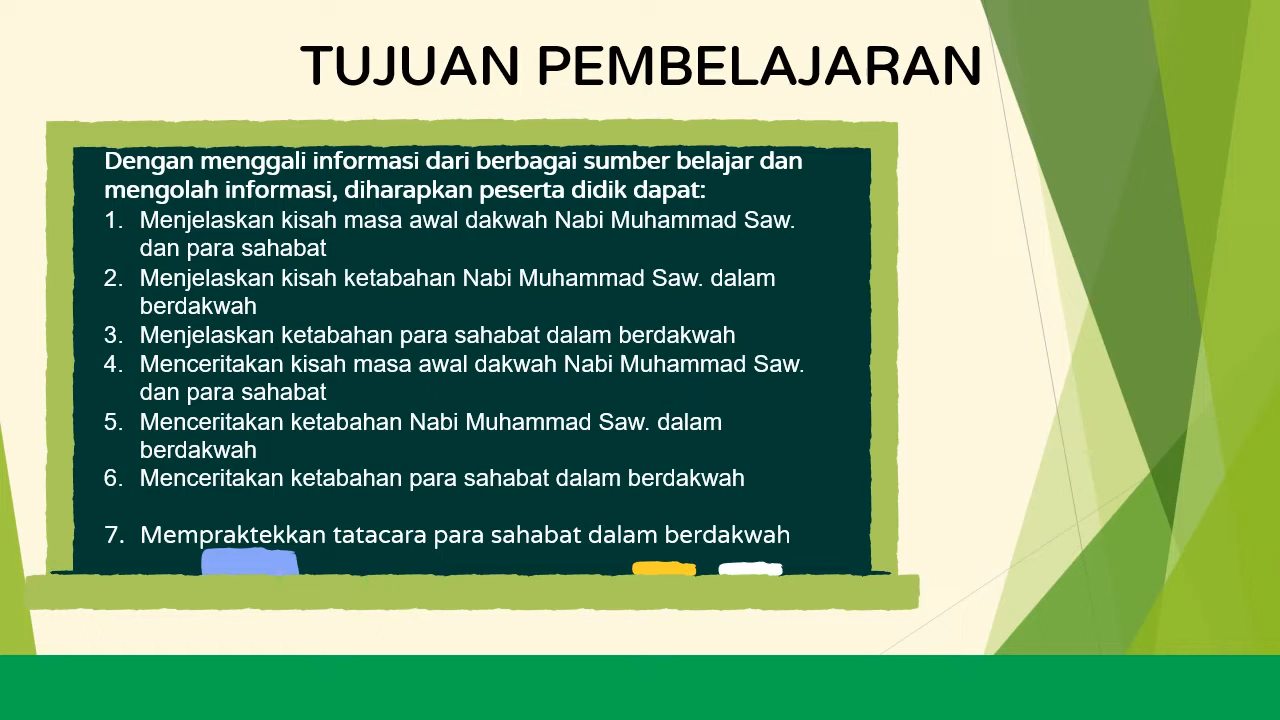 TUJUAN PEMBELAJARAN
Dengan menggali informasi dari berbagai sumber belajar dan
mengolah informasi, diharapkan peserta didik dapat:
1. Menjelaskan kisah masa awal dakwah Nabi Muhammad Saw.
dan para sahabat
2. Menjelaskan kisah ketabahan Nabi Muhammad Saw. dalam
berdakwah
3. Menjelaskan ketabahan para sahabat dalam berdakwah
4. Menceritakan kisah masa awal dakwah Nabi Muhammad Saw.
dan para sahabat
5. Menceritakan ketabahan Nabi Muhammad Saw. dalam
berdakwah
6. Menceritakan ketabahan para sahabat dalam berdakwah
7. Mempraktekkan tatacara para sahabat dalam berdakwah